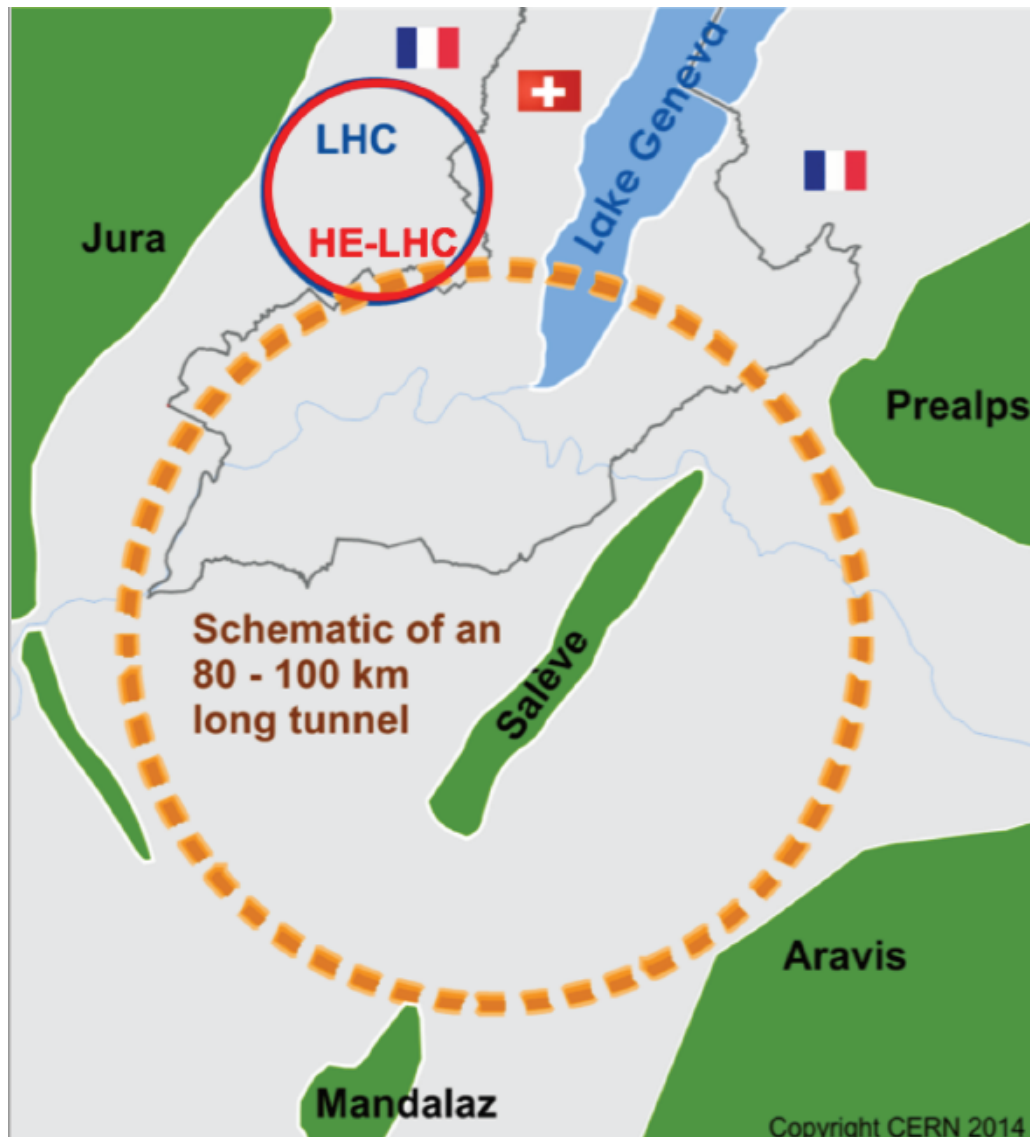 LHC
Lake Geneva
Jura
HE-LHC
Prealps
Schematic of an
80 - 100 km
long tunnel
Salève
Aravis
Mandalaz
Copyright CERN 2014